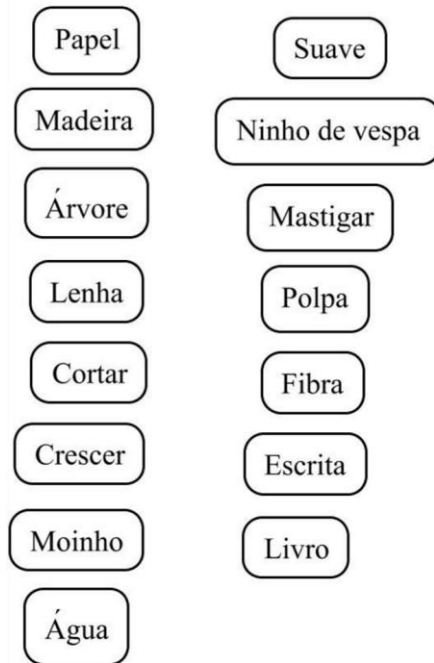 Papel
Madeira
Árvore
Lenha
Cortar
Crescer
Moinho
Água
Suave
Ninho de vespa
Mastigar
Polpa
Fibra
Escrita
Livro